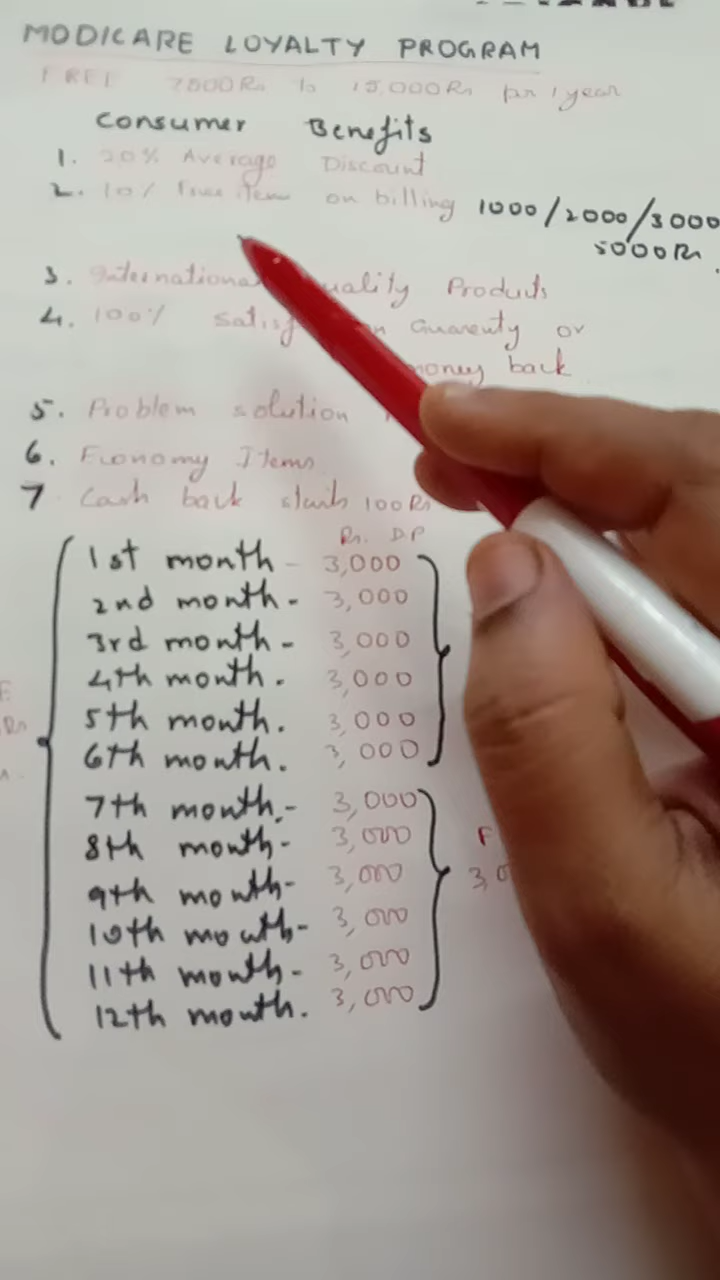 MODICARE LOYALTY PROGRAM
7500Rs to 15,000Rs per 1 year
Consumer Benefits
1. 20% Average Discount
2. 10% Free item on billing 1000/2000/3000
5000Rs.
3. International uality Products
4. 100% Satisf n Guarenty or
money back
5. Problem solution
6. Economy Items
7 Cash back starts 100Rs
Rs. DP
1st month - 3,000
2nd month - 3,000
3rd month - 3,000
4th month. 3,000
5th month. 3,000
6th month. 3,000
7th month.- 3,000
8th month- 3,000
9th month- 3,000
10th month- 3,000
11th month- 3,000
12th month. 3,000
F
3,0